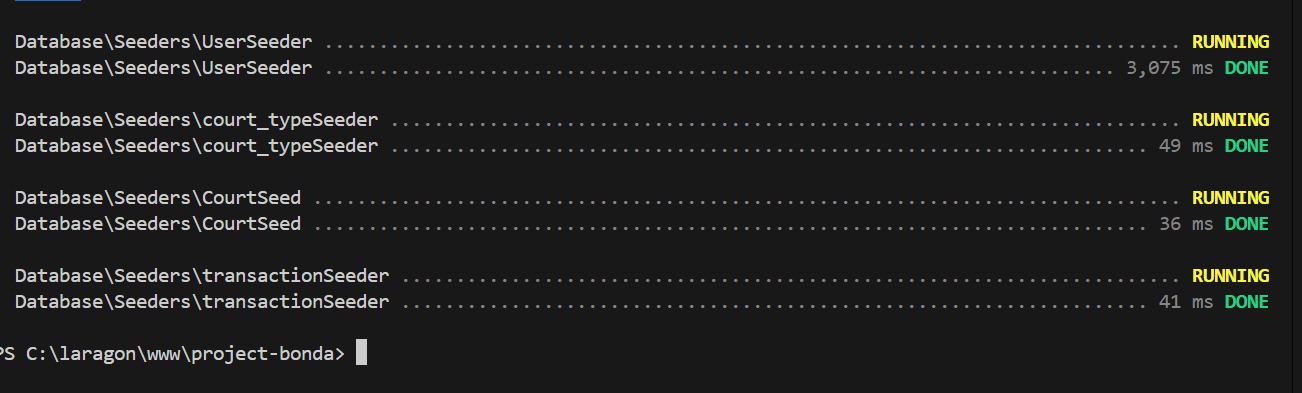 Database\Seeders\UserSeeder ............................................................................. RUNNING
Database\Seeders\UserSeeder ....................................................................... 3,075 ms DONE
Database\Seeders\court_typeSeeder ....................................................................... RUNNING
Database\Seeders\court_typeSeeder .................................................................... 49 ms DONE
Database\Seeders\CourtSeed .............................................................................. RUNNING
Database\Seeders\CourtSeed ........................................................................... 36 ms DONE
Database\Seeders\transactionSeeder ...................................................................... RUNNING
Database\Seeders\transactionSeeder ................................................................... 41 ms DONE
PS C:\laragon\www\project-bonda>